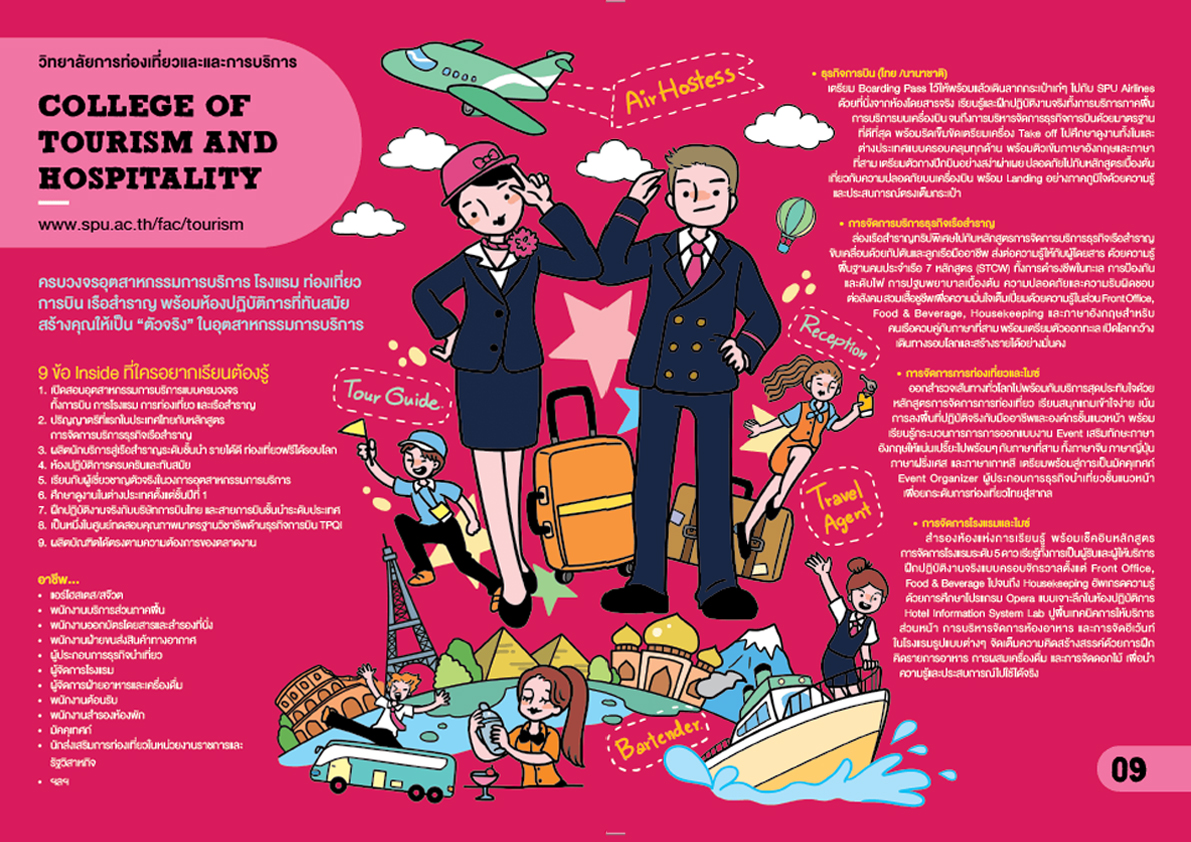 วิทยาลัยการท่องเที่ยวและและการบริการ
COLLEGE OF
TOURISM AND
HOSPITALITY
www.spu.ac.th/fac/tourism
ครบวงจรอุตสาหกรรมการบริการ โรงแรม ท่องเที่ยว
การบิน เรือสำราญ พร้อมห้องปฏิบัติการที่ทันสมัย
สร้างคุณให้เป็น “ตัวจริง” ในอุตสาหกรรมการบริการ
9 ข้อ Inside ที่ใครอยากเรียนต้องรู้
1. เปิดสอนอุตสาหกรรมการบริการแบบครบวงจร
ทั้งการบิน การโรงแรม การท่องเที่ยว และเรือสำราญ
2. ปริญญาตรีที่แรกในประเทศไทยกับหลักสูตร
การจัดการบริการธุรกิจเรือสำราญ
3. ผลิตนักบริการสู่เรือสำราญระดับชั้นนำ รายได้ดี ท่องเที่ยวฟรีได้รอบโลก
4. ห้องปฏิบัติการครบครันและทันสมัย
5. เรียนกับผู้เชี่ยวชาญตัวจริงในวงการอุตสาหกรรมการบริการ
6. ศึกษาดูงานในต่างประเทศตั้งแต่ชั้นปีที่ 1
7. ฝึกปฏิบัติงานจริงกับบริษัทการบินไทย และสายการบินชั้นนำระดับประเทศ
8. เป็นหนึ่งในศูนย์ทดสอบคุณภาพมาตรฐานวิชาชีพด้านธุรกิจการบิน TPQI
9. ผลิตบัณฑิตได้ตรงตามความต้องการของตลาดงาน
อาชีพ...
• แอร์โฮสเตส/สจ๊วต
• พนักงานบริการส่วนภาคพื้น
• พนักงานออกบัตรโดยสารและสำรองที่นั่ง
• พนักงานฝ่ายขนส่งสินค้าทางอากาศ
• ผู้ประกอบการธุรกิจนำเที่ยว
• ผู้จัดการโรงแรม
• ผู้จัดการฝ่ายอาหารและเครื่องดื่ม
• พนักงานต้อนรับ
• พนักงานสำรองห้องพัก
• มัคคุเทศก์
• นักส่งเสริมการท่องเที่ยวในหน่วยงานราชการและ
รัฐวิสาหกิจ
• ฯลฯ
Air Hostess
Tour Guide.
Reception
Travel
Agent
Bartender.
• ธุรกิจการบิน (ไทย /นานาชาติ)
เตรียม Boarding Pass ไว้ให้พร้อมแล้วเดินลากกระเป๋าเก๋ๆ ไปกับ SPU Airlines
ด้วยที่นั่งจากห้องโดยสารจริง เรียนรู้และฝึกปฏิบัติงานจริงทั้งการบริการภาคพื้น
การบริการบนเครื่องบิน จนถึงการบริหารจัดการธุรกิจการบินด้วยมาตรฐาน
ที่ดีที่สุด พร้อมรัดเข็มขัดเตรียมเครื่อง Take off ไปศึกษาดูงานทั้งในและ
ต่างประเทศแบบครอบคลุมทุกด้าน พร้อมติวเข้มภาษาอังกฤษและภาษา
ที่สาม เตรียมตัวกางปีกบินอย่างสง่าผ่าเผย ปลอดภัยไปกับหลักสูตรเบื้องต้น
เกี่ยวกับความปลอดภัยบนเครื่องบิน พร้อม Landing อย่างภาคภูมิใจด้วยความรู้
และประสบการณ์ตรงเต็มกระเป๋า
• การจัดการบริการธุรกิจเรือสำราญ
ล่องเรือสำราญทริปพิเศษไปกับหลักสูตรการจัดการบริการธุรกิจเรือสำราญ
ขับเคลื่อนด้วยกัปตันและลูกเรือมืออาชีพ ส่งต่อความรู้ให้กับผู้โดยสาร ด้วยความรู้
พื้นฐานคนประจำเรือ 7 หลักสูตร (STCW) ทั้งการดำรงชีพในทะเล การป้องกัน
และดับไฟ การปฐมพยาบาลเบื้องต้น ความปลอดภัยและความรับผิดชอบ
ต่อสังคม สวมเสื้อชูชีพเพื่อความมั่นใจเต็มเปี่ยมด้วยความรู้ในส่วน Front Office,
Food & Beverage, Housekeeping และภาษาอังกฤษสำหรับ
คนเรือควบคู่กับภาษาที่สาม พร้อมเตรียมตัวออกทะเล เปิดโลกกว้าง
เดินทางรอบโลกและสร้างรายได้อย่างมั่นคง
• การจัดการการท่องเที่ยวและไมซ์
ออกสำรวจเส้นทางทั่วโลกไปพร้อมกับบริการสุดประทับใจด้วย
หลักสูตรการจัดการการท่องเที่ยว เรียนสนุกแถมเข้าใจง่าย เน้น
การลงพื้นที่ปฏิบัติจริงกับมืออาชีพและองค์กรชั้นแนวหน้า พร้อม
เรียนรู้กระบวนการการการออกแบบงาน Event เสริมทักษะภาษา
อังกฤษให้แน่นเปรี๊ยะไปพร้อมๆ กับภาษาที่สาม ทั้งภาษาจีน ภาษาญี่ปุ่น
ภาษาฝรั่งเศส และภาษาเกาหลี เตรียมพร้อมสู่การเป็นมัคคุเทศก์
Event Organizer ผู้ประกอบการธุรกิจนำเที่ยวชั้นแนวหน้า
เพื่อยกระดับการท่องเที่ยวไทยสู่สากล
• การจัดการโรงแรมและไมซ์
สำรองห้องแห่งการเรียนรู้ พร้อมเช็คอินหลักสูตร
การจัดการโรงแรมระดับ 5 ดาว เรียรู้ทั้งการเป็นผู้รับและผู้ให้บริการ
ฝึกปฏิบัติงานจริงแบบครอบจักรวาลตั้งแต่ Front Office,
Food & Beverage ไปจนถึง Housekeeping อัพเกรดความรู้
ด้วยการศึกษาโปรแกรม Opera แบบเจาะลึกในห้องปฏิบัติการ
Hotel Information System Lab ปูพื้นเทคนิคการให้บริการ
ส่วนหน้า การบริหารจัดการห้องอาหาร และการจัดอีเว้นท์
ในโรงแรมรูปแบบต่างๆ จัดเต็มความคิดสร้างสรรค์ด้วยการฝึก
คิดรายการอาหาร การผสมเครื่องดื่ม และการจัดดอกไม้ เพื่อนำ
ความรู้และประสบการณ์ไปใช้ได้จริง
09